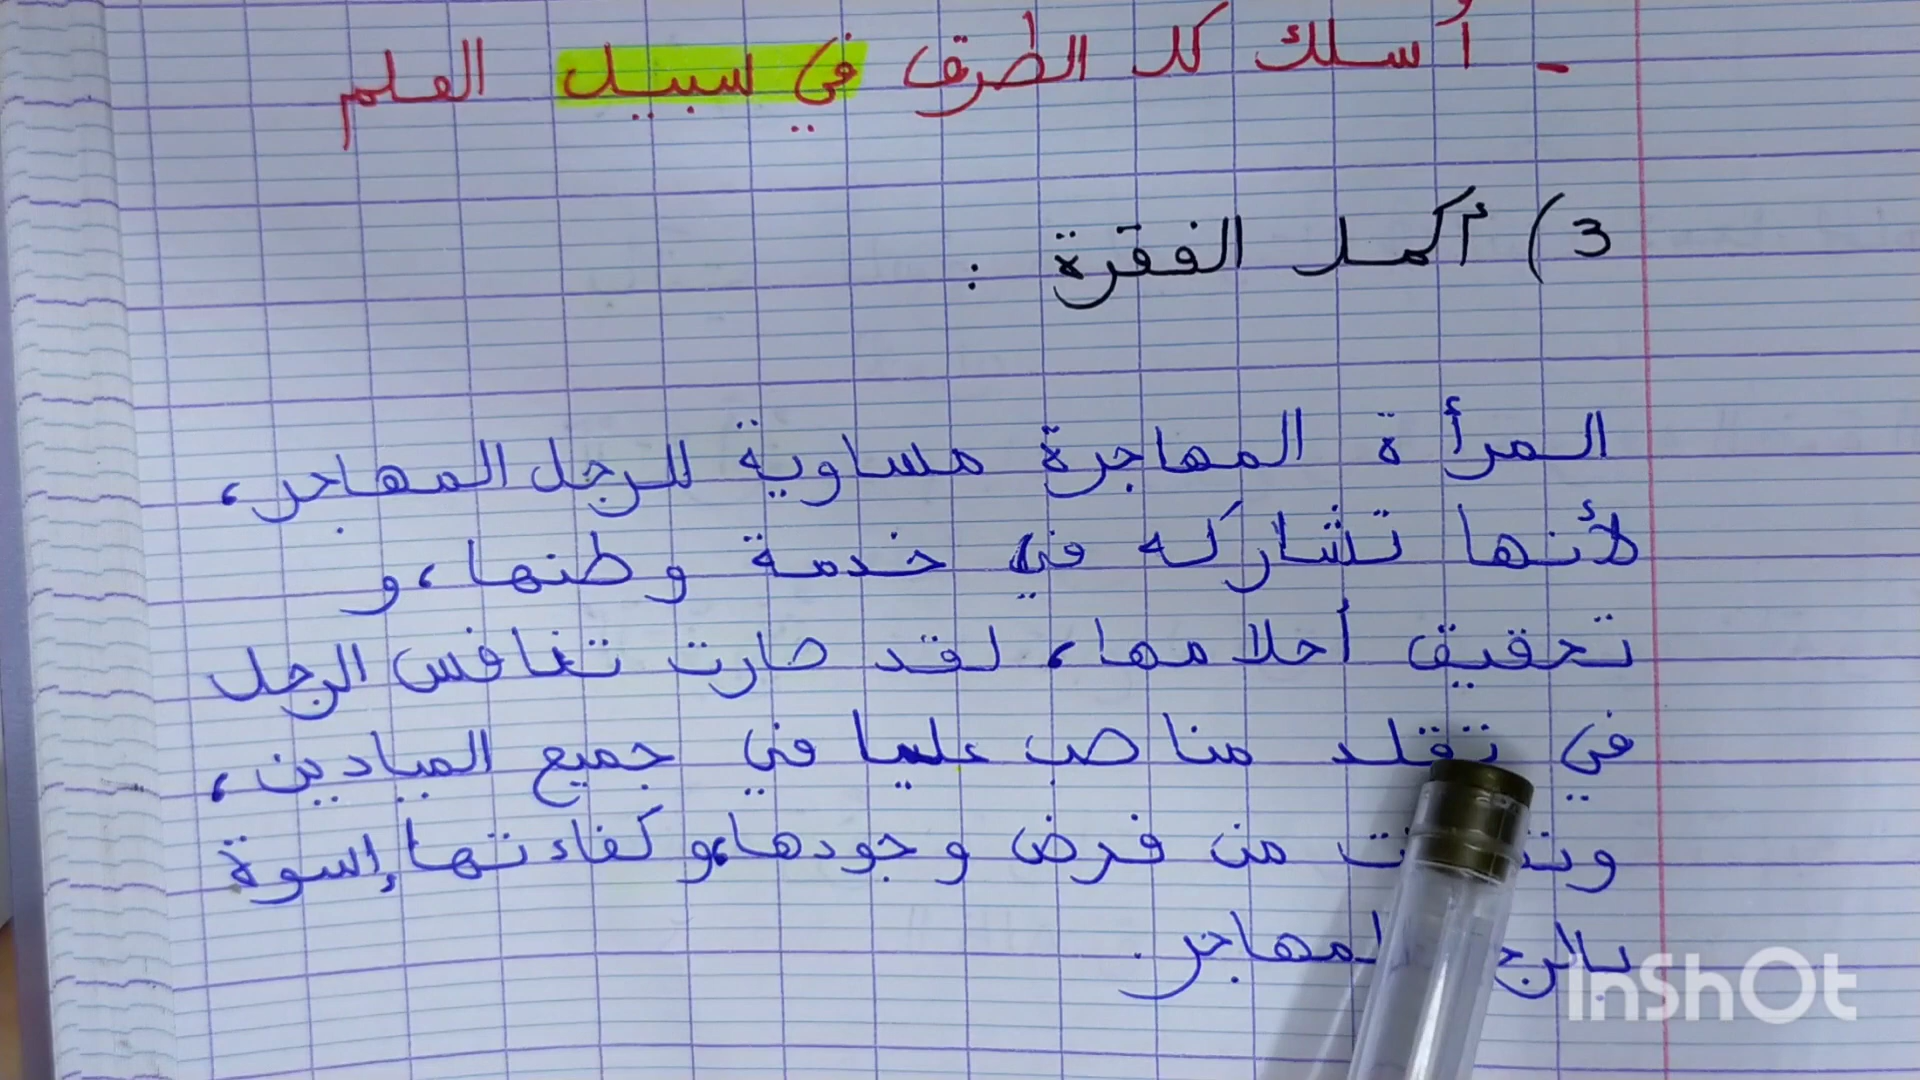 - أسلك كل الطرق في سبيل العلم
3) أكمل الفقرة :
المرأة المهاجرة مساوية للرجل المهاجر،
لأنها تشاركه في خدمة وطنها، و
تحقيق أحلامها، لقد صارت تنافس الرجل
في تقلد مناصب عليا في جميع الميادين،
من فرض وجودها، وكفاءتها إسوة
المهاجر.
InShOt